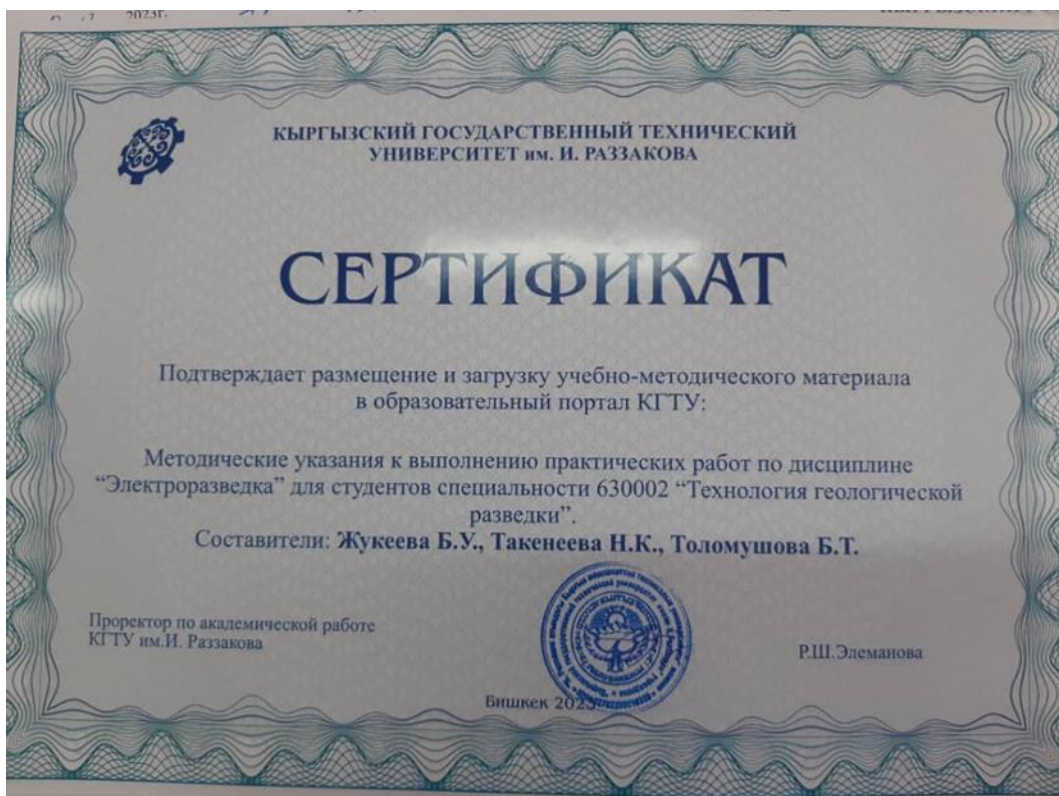 2023г.
КЫРГЫЗСКИЙ ГОСУДАРСТВЕННЫЙ ТЕХНИЧЕСКИЙ
УНИВЕРСИТЕТ им. И. РАЗЗАКОВА
СЕРТИФИКАТ
Подтверждает размещение и загрузку учебно-методического материала
в образовательный портал КГТУ:
Методические указания к выполнению практических работ по дисциплине
“Электроразведка” для студентов специальности 630002 “Технология геологической
разведки”.
Составители: Жукеева Б.У., Такенеева Н.К., Толомушова Б.Т.
Проректор по академической работе
КГТУ им.И. Раззакова
Р.Ш.Элеманова
Бишкек 2023